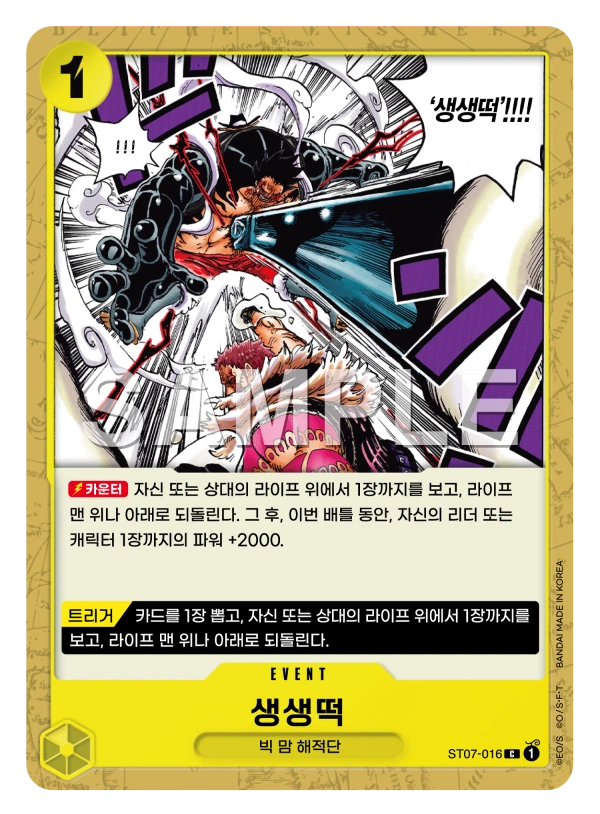 1
‘생생떡’!!!!
!!!
SAMPLE
카운터 자신 또는 상대의 라이프 위에서 1장까지를 보고, 라이프
맨 위나 아래로 되돌린다. 그 후, 이번 배틀 동안, 자신의 리더 또는
캐릭터 1장까지의 파워 +2000.
트리거 카드를 1장 뽑고, 자신 또는 상대의 라이프 위에서 1장까지를
보고, 라이프 맨 위나 아래로 되돌린다.
EVENT
생생떡
빅 맘 해적단
ST07-016 C 1
©EO/S ©O/S·F·T BANDAI MADE IN KOREA